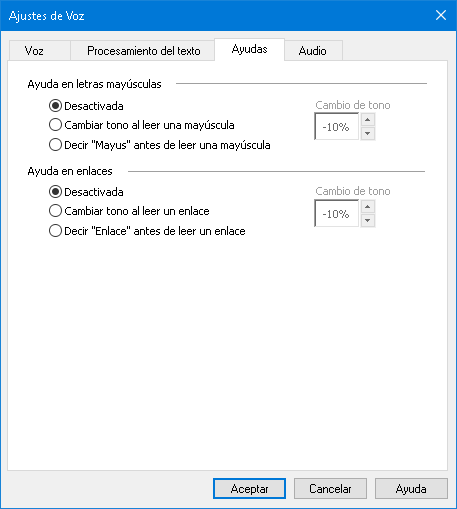 Ajustes de Voz
Voz Procesamiento del texto Ayudas Audio
Ayuda en letras mayúsculas
Desactivada Cambio de tono
Cambiar tono al leer una mayúscula -10%
Decir "Mayus" antes de leer una mayúscula
Ayuda en enlaces
Desactivada Cambio de tono
Cambiar tono al leer un enlace -10%
Decir "Enlace" antes de leer un enlace
Aceptar Cancelar Ayuda